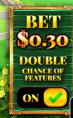 BET
$0.30
DOUBLE
CHANCE OF
FEATURES
ON